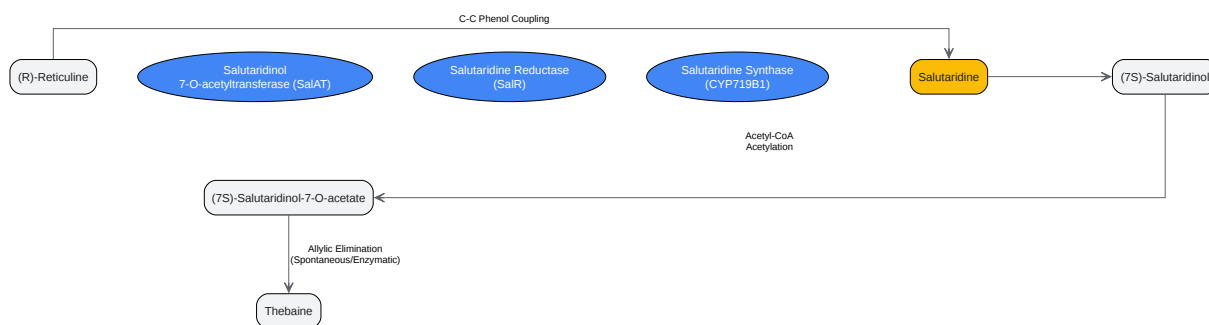 C-C Phenol Coupling
(R)-Reticuline
Salutaridinol
7-O-acetyltransferase (SalAT)
Salutaridine Reductase
(SalR)
Salutaridine Synthase
(CYP719B1)
Salutaridine
(7S)-Salutaridinol
Acetyl-CoA
Acetylation
(7S)-Salutaridinol-7-O-acetate
Allylic Elimination
(Spontaneous/Enzymatic)
Thebaine